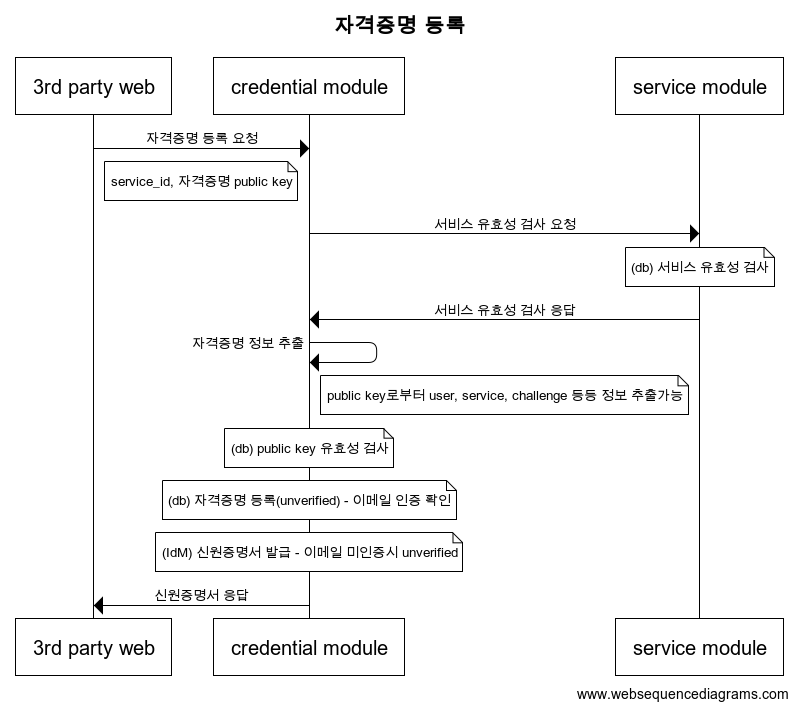 자격증명 등록
3rd party web
credential module
service module
자격증명 등록 요청
service_id, 자격증명 public key
서비스 유효성 검사 요청
(db) 서비스 유효성 검사
서비스 유효성 검사 응답
자격증명 정보 추출
public key로부터 user, service, challenge 등등 정보 추출가능
(db) public key 유효성 검사
(db) 자격증명 등록(unverified) - 이메일 인증 확인
(IdM) 신원증명서 발급 - 이메일 미인증시 unverified
신원증명서 응답
3rd party web
credential module
service module
www.websequencediagrams.com